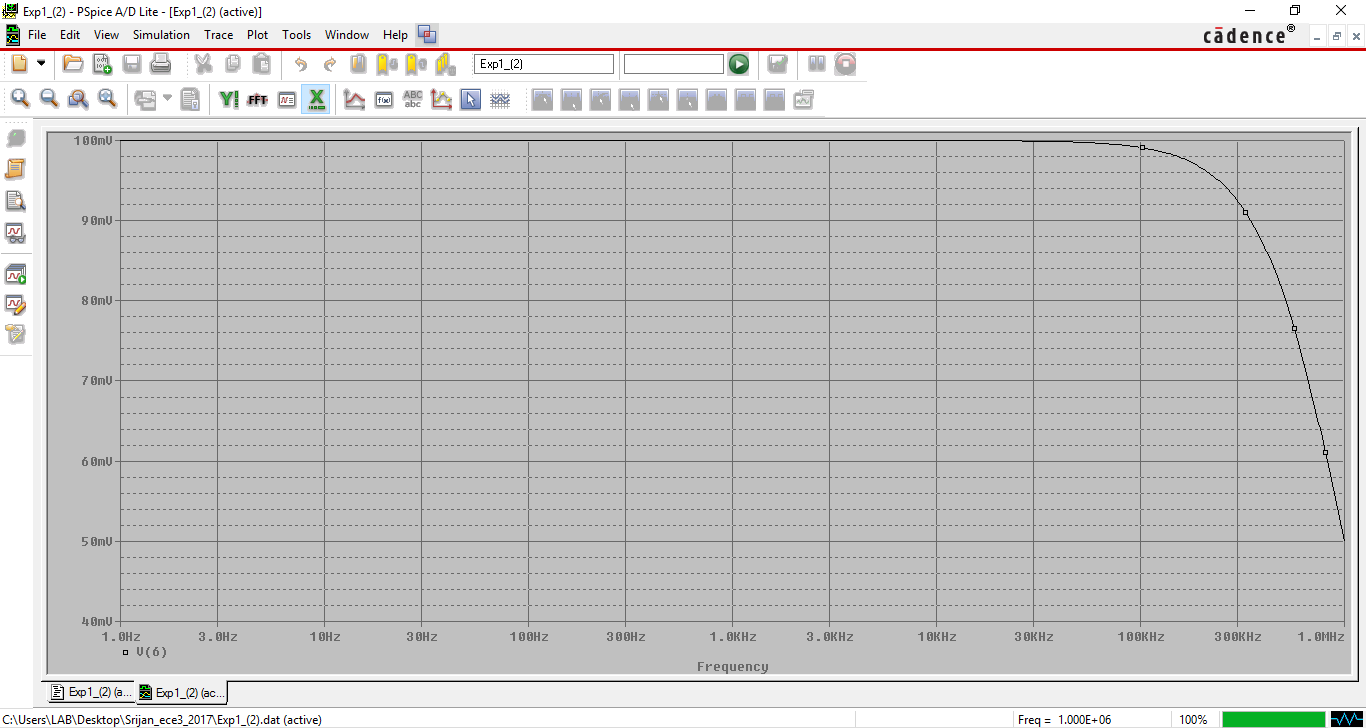 Exp1_(2) - PSpice A/D Lite - [Exp1_(2) (active)]
File Edit View Simulation Trace Plot Tools Window Help
cādence®
Exp1_(2)
FFT
ABC
abc
f(x)
100mV
90mV
80mV
70mV
60mV
50mV
40mV
1.0Hz 3.0Hz 10Hz 30Hz 100Hz 300Hz 1.0KHz 3.0KHz 10KHz 30KHz 100KHz 300KHz 1.0MHz
V(6)
Frequency
Exp1_(2) (a... Exp1_(2) (ac...
C:\Users\LAB\Desktop\Srijan_ece3_2017\Exp1_(2).dat (active) Freq = 1.000E+06 100%